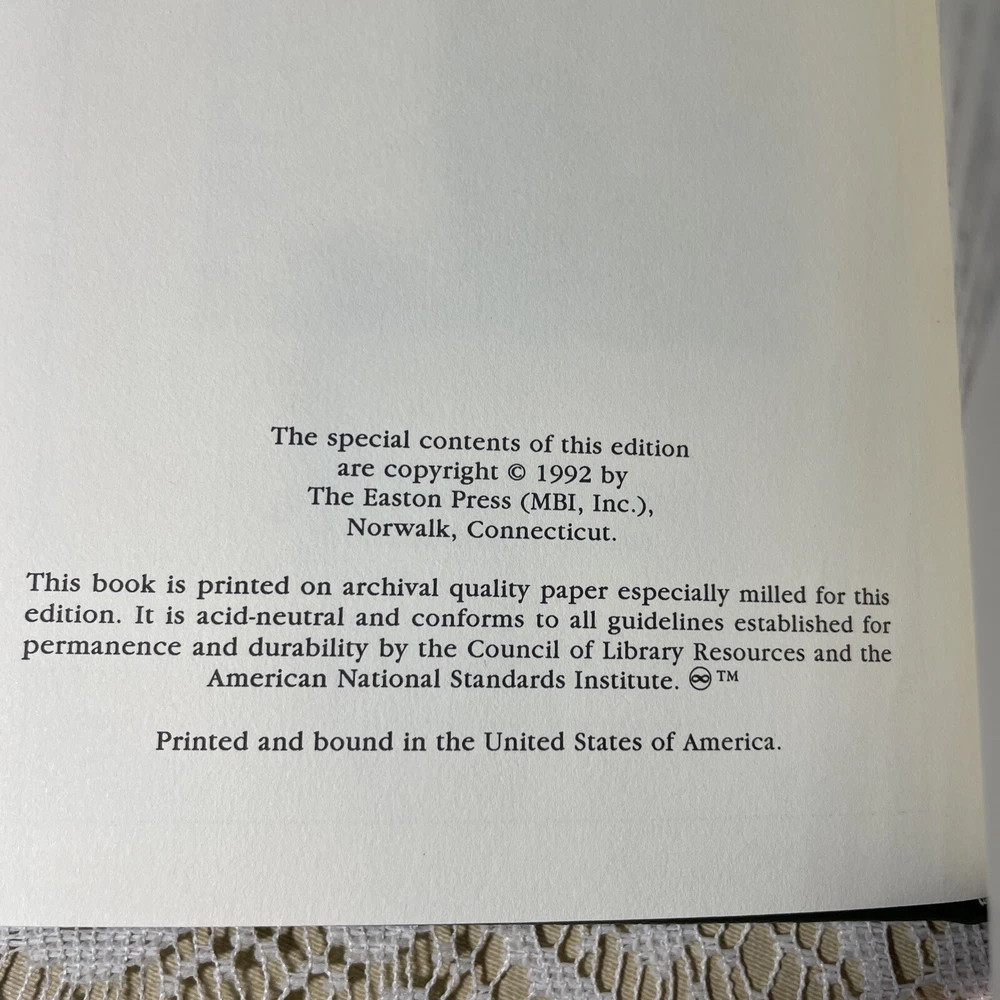 The special contents of this edition
are copyright © 1992 by
The Easton Press (MBI, Inc.),
Norwalk, Connecticut.
This book is printed on archival quality paper especially milled for this
edition. It is acid-neutral and conforms to all guidelines established for
permanence and durability by the Council of Library Resources and the
American National Standards Institute. ♾™
Printed and bound in the United States of America.